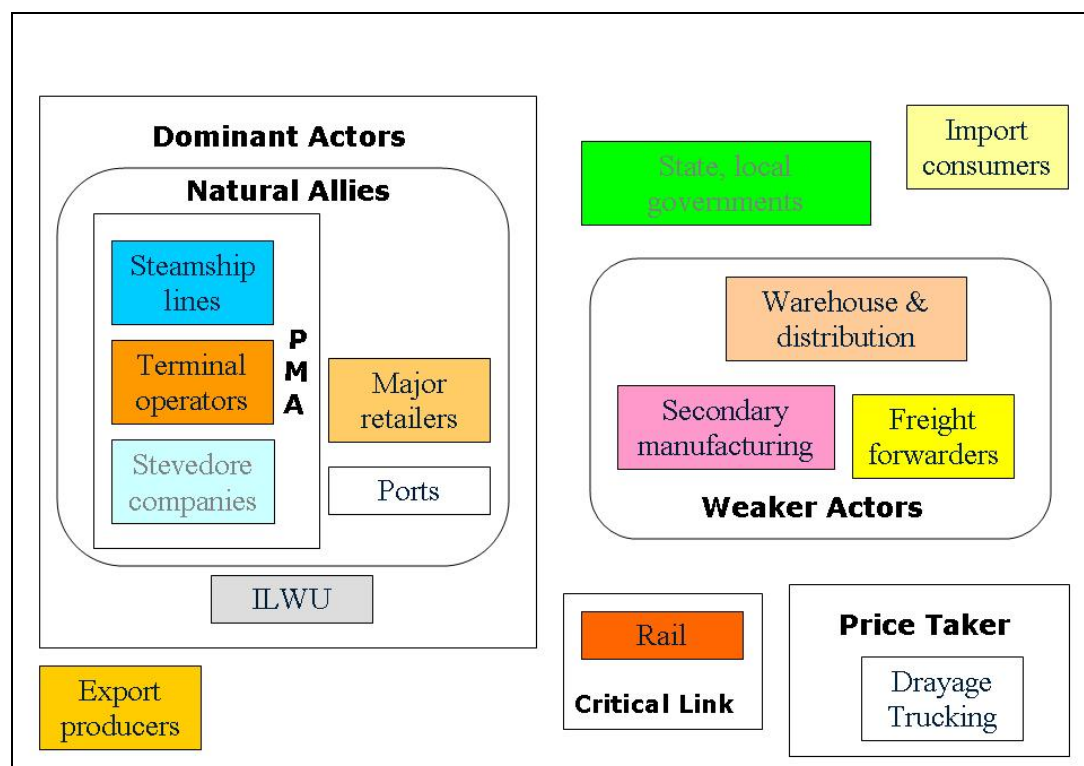 Dominant Actors
Natural Allies
Steamship
lines
Terminal
operators
Stevedore
companies
P
M
A
Major
retailers
Ports
ILWU
Export
producers
State, local
governments
Import
consumers
Warehouse &
distribution
Secondary
manufacturing
Freight
forwarders
Weaker Actors
Rail
Critical Link
Price Taker
Drayage
Trucking